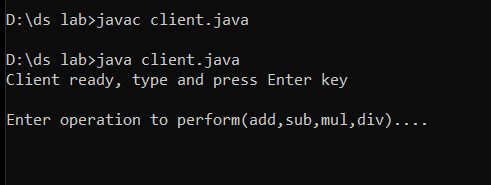 D:\ds lab>javac client.java
D:\ds lab>java client.java
Client ready, type and press Enter key
Enter operation to perform(add,sub,mul,div)....